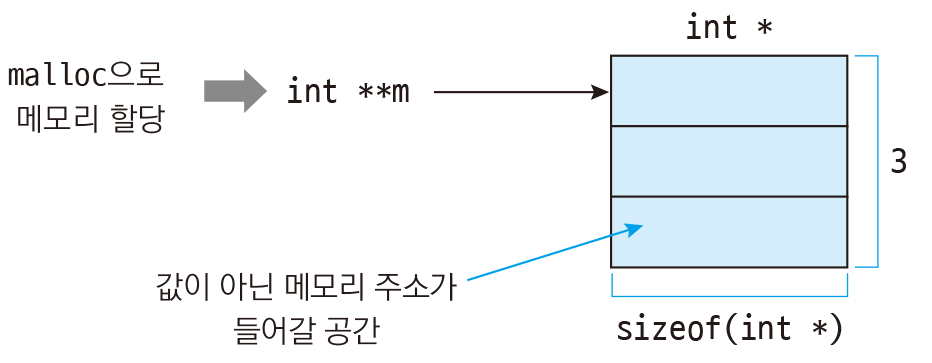 int *
malloc으로
메모리 할당
int **m
3
값이 아닌 메모리 주소가
들어갈 공간
sizeof(int *)